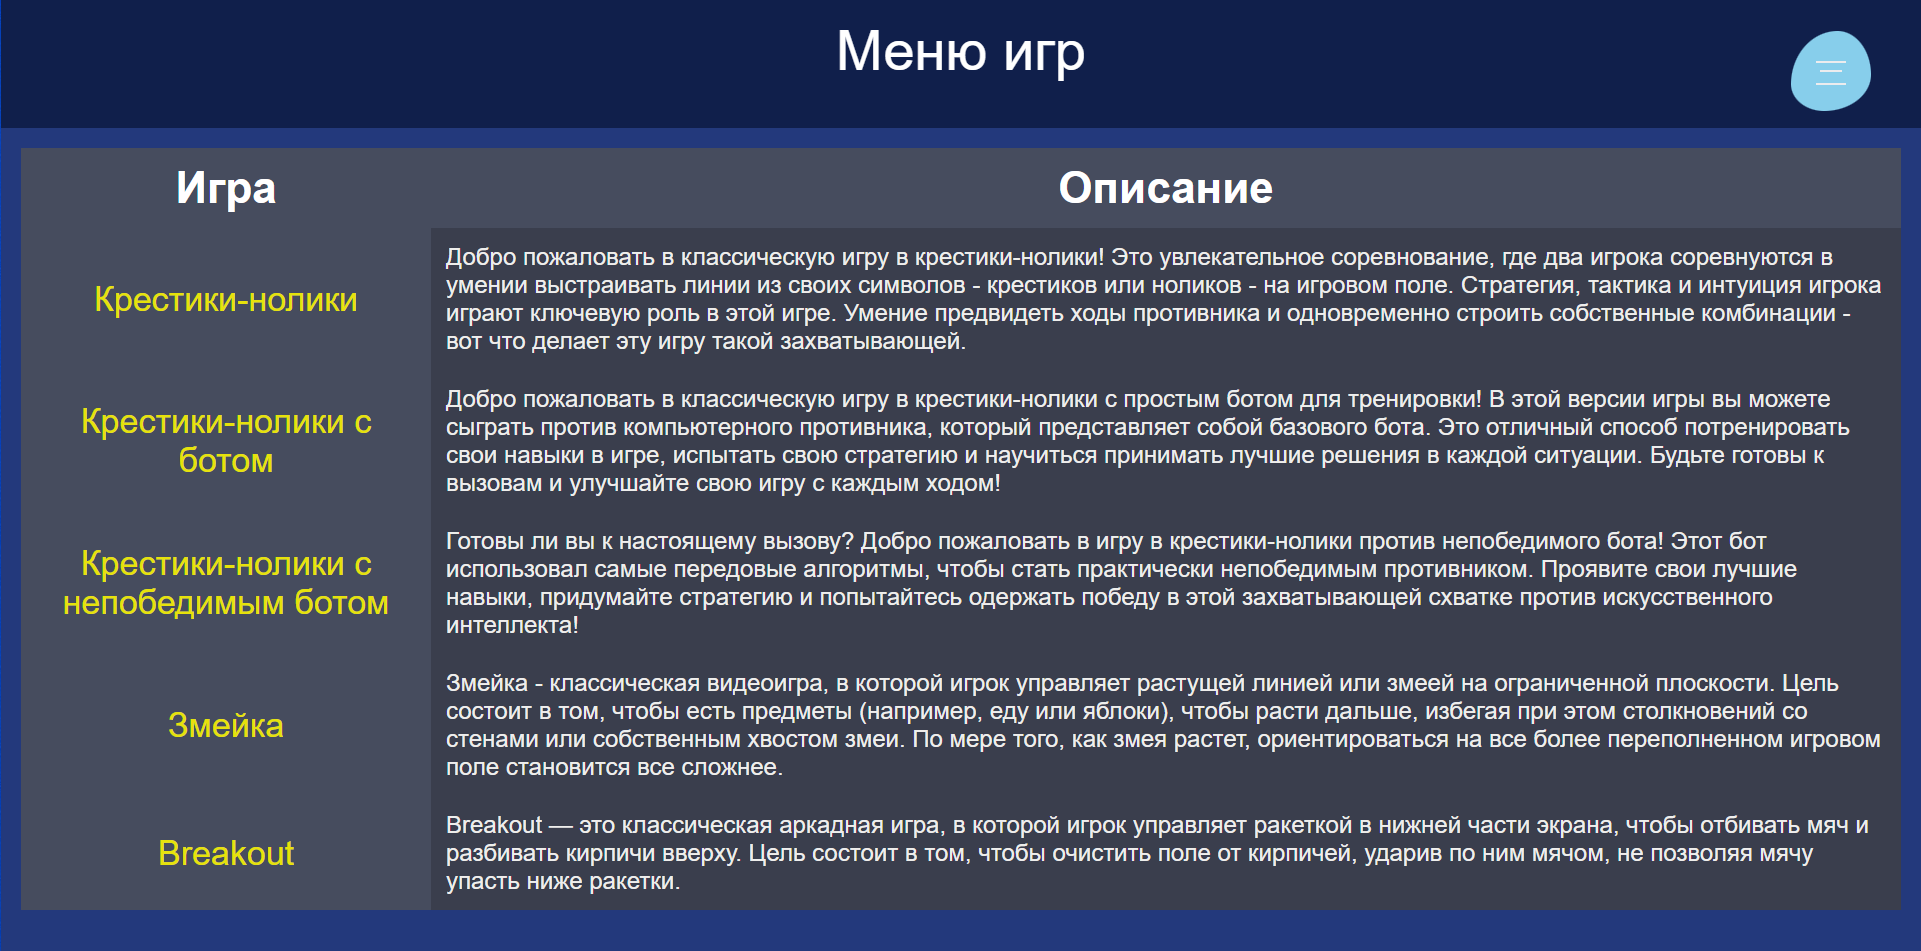 Меню игр
Игра
Описание
Крестики-нолики
Добро пожаловать в классическую игру в крестики-нолики! Это увлекательное соревнование, где два игрока соревнуются в
умении выстраивать линии из своих символов - крестиков или ноликов - на игровом поле. Стратегия, тактика и интуиция игрока
играют ключевую роль в этой игре. Умение предвидеть ходы противника и одновременно строить собственные комбинации -
вот что делает эту игру такой захватывающей.
Крестики-нолики с
ботом
Добро пожаловать в классическую игру в крестики-нолики с простым ботом для тренировки! В этой версии игры вы можете
сыграть против компьютерного противника, который представляет собой базового бота. Это отличный способ потренировать
свои навыки в игре, испытать свою стратегию и научиться принимать лучшие решения в каждой ситуации. Будьте готовы к
вызовам и улучшайте свою игру с каждым ходом!
Крестики-нолики с
непобедимым ботом
Готовы ли вы к настоящему вызову? Добро пожаловать в игру в крестики-нолики против непобедимого бота! Этот бот
использовал самые передовые алгоритмы, чтобы стать практически непобедимым противником. Проявите свои лучшие
навыки, придумайте стратегию и попытайтесь одержать победу в этой захватывающей схватке против искусственного
интеллекта!
Змейка
Змейка - классическая видеоигра, в которой игрок управляет растущей линией или змеей на ограниченной плоскости. Цель
состоит в том, чтобы есть предметы (например, еду или яблоки), чтобы расти дальше, избегая при этом столкновений со
стенами или собственным хвостом змеи. По мере того, как змея растет, ориентироваться на все более переполненном игровом
поле становится все сложнее.
Breakout
Breakout — это классическая аркадная игра, в которой игрок управляет ракеткой в нижней части экрана, чтобы отбивать мяч и
разбивать кирпичи вверху. Цель состоит в том, чтобы очистить поле от кирпичей, ударив по ним мячом, не позволяя мячу
упасть ниже ракетки.